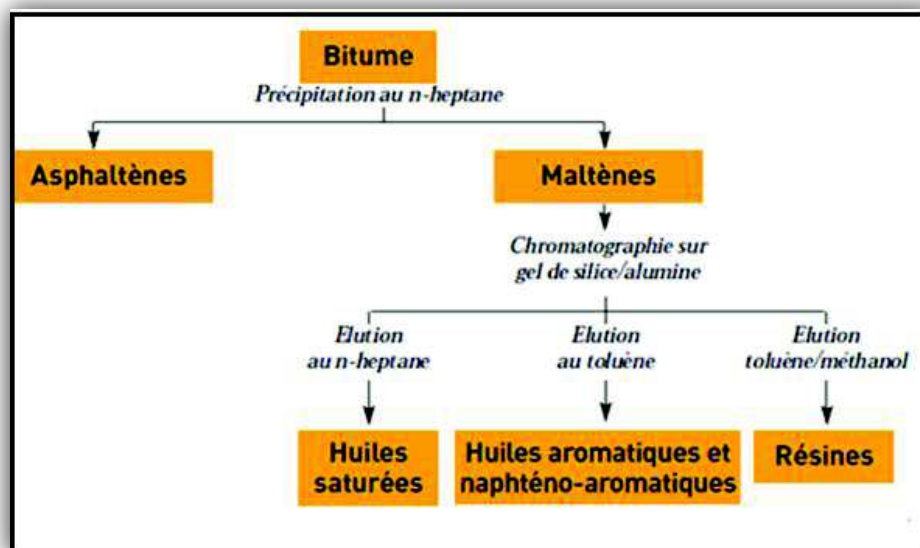 Bitume
Précipitation au n-heptane
Asphaltènes
Maltènes
Chromatographie sur
gel de silice/alumine
Elution
au n-heptane
Elution
au toluène
Elution
toluène/méthanol
Huiles
saturées
Huiles aromatiques et
naphténo-aromatiques
Résines